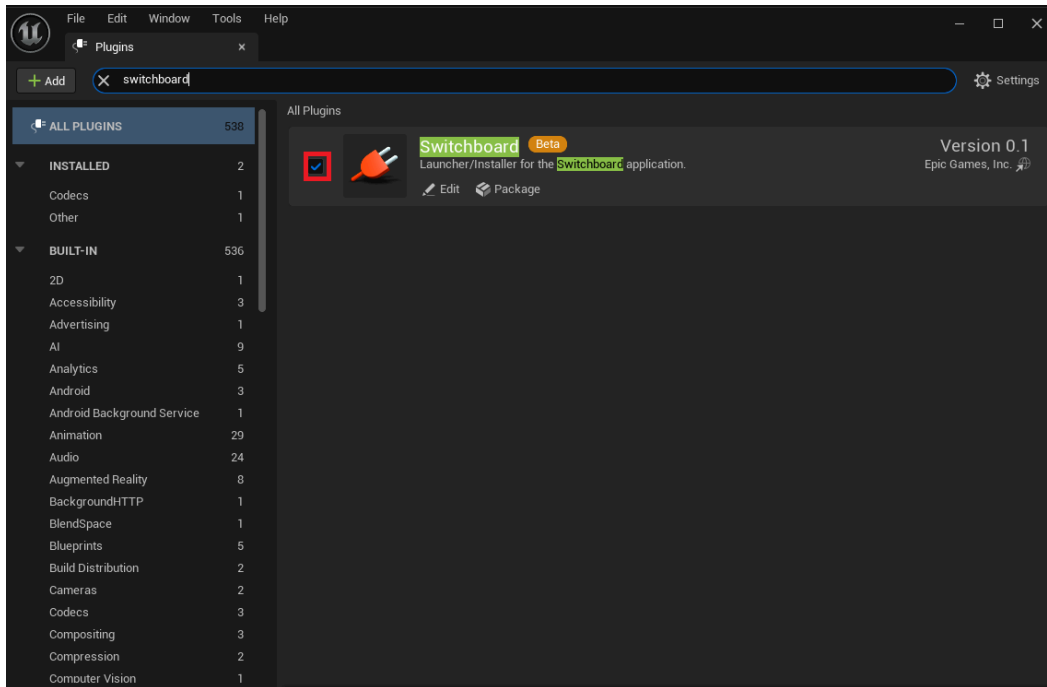 File Edit Window Tools Help
Plugins
Add
switchboard
Settings
ALL PLUGINS 538
INSTALLED 2
Codecs 1
Other 1
BUILT-IN 536
2D 1
Accessibility 3
Advertising 1
AI 9
Analytics 5
Android 3
Android Background Service 1
Animation 29
Audio 24
Augmented Reality 8
BackgroundHTTP 1
BlendSpace 1
Blueprints 5
Build Distribution 2
Cameras 2
Codecs 3
Compositing 3
Compression 2
Computer Vision 1
All Plugins
Switchboard Beta
Version 0.1
Launcher/Installer for the Switchboard application.
Epic Games, Inc.
Edit Package